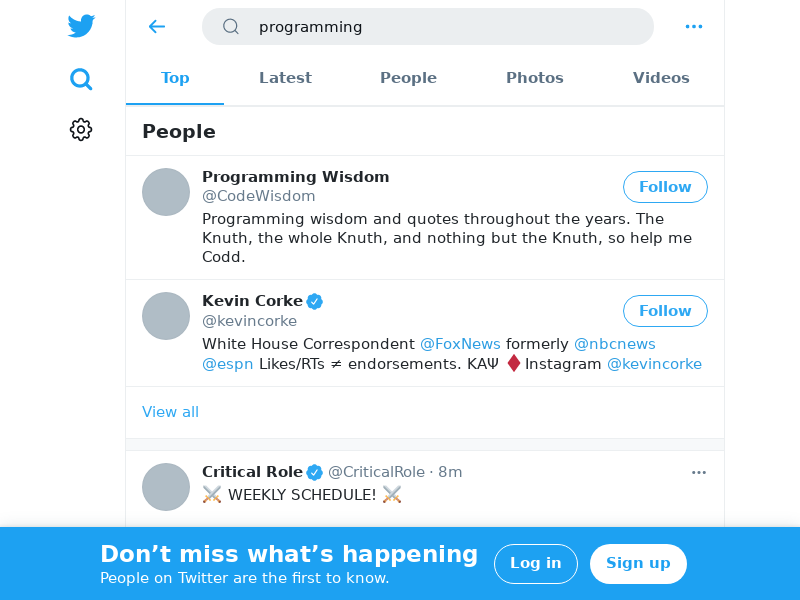 programming
Top Latest People Photos Videos
People
Programming Wisdom
@CodeWisdom
Follow
Programming wisdom and quotes throughout the years. The
Knuth, the whole Knuth, and nothing but the Knuth, so help me
Codd.
Kevin Corke
@kevincorke
Follow
White House Correspondent @FoxNews formerly @nbcnews
@espn Likes/RTs ≠ endorsements. KAΨ ♦️ Instagram @kevincorke
View all
Critical Role @CriticalRole · 8m
⚔️ WEEKLY SCHEDULE! ⚔️
Don’t miss what’s happening
People on Twitter are the first to know.
Log in
Sign up